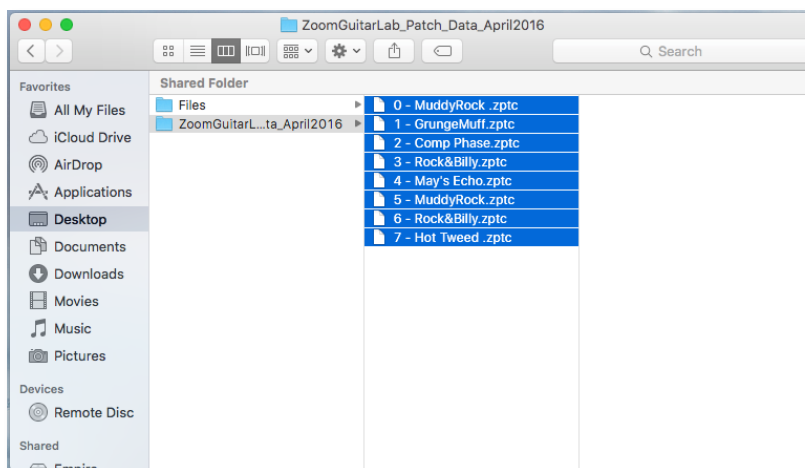 ZoomGuitarLab_Patch_Data_April2016
Search
Favorites
All My Files
iCloud Drive
AirDrop
Applications
Desktop
Documents
Downloads
Movies
Music
Pictures
Devices
Remote Disc
Shared
Empire
Shared Folder
Files
ZoomGuitarL...ta_April2016
0 - MuddyRock .zptc
1 - GrungeMuff.zptc
2 - Comp Phase.zptc
3 - Rock&Billy.zptc
4 - May's Echo.zptc
5 - MuddyRock.zptc
6 - Rock&Billy.zptc
7 - Hot Tweed .zptc